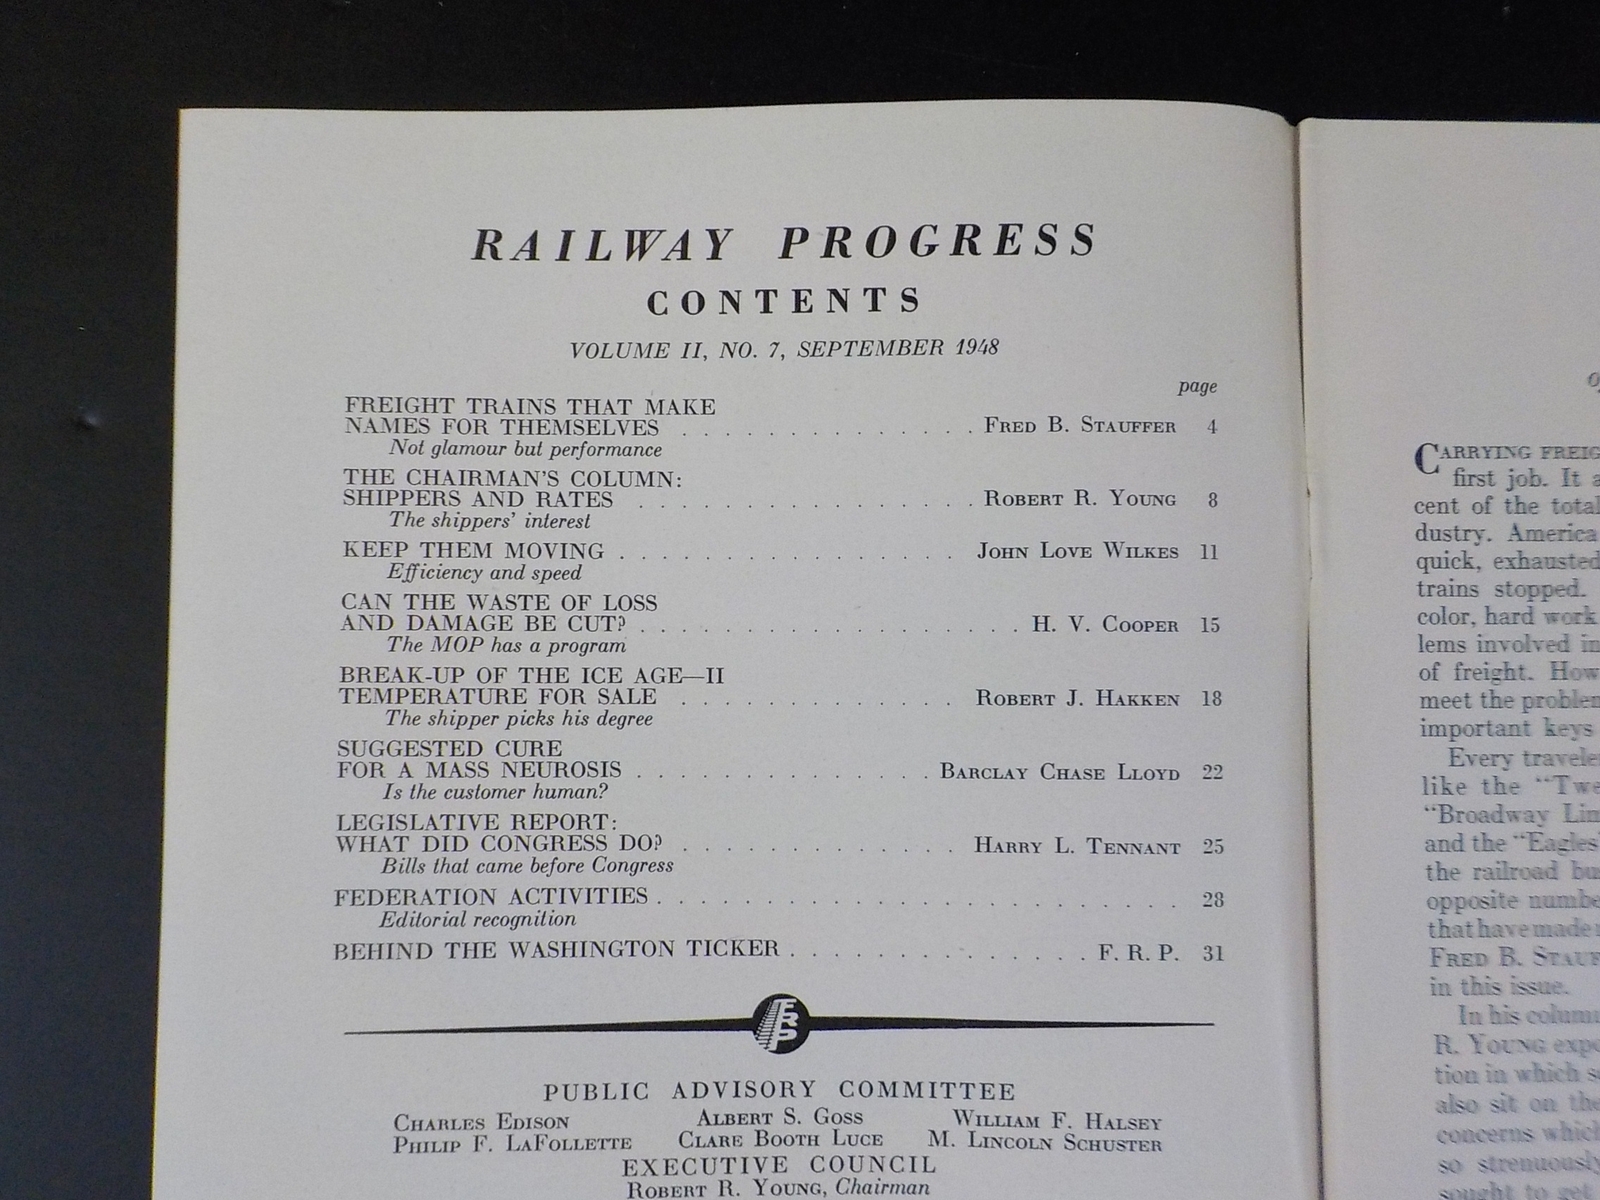 RAILWAY PROGRESS
CONTENTS
VOLUME II, NO. 7, SEPTEMBER 1948
page
FREIGHT TRAINS THAT MAKE
NAMES FOR THEMSELVES . . . . . . . . . . . . . . FRED B. STAUFFER 4
Not glamour but performance
THE CHAIRMAN'S COLUMN:
SHIPPERS AND RATES . . . . . . . . . . . . . . . . ROBERT R. YOUNG 8
The shippers' interest
KEEP THEM MOVING . . . . . . . . . . . . . . . . JOHN LOVE WILKES 11
Efficiency and speed
CAN THE WASTE OF LOSS
AND DAMAGE BE CUT? . . . . . . . . . . . . . . . . . . H. V. COOPER 15
The MOP has a program
BREAK-UP OF THE ICE AGE—II
TEMPERATURE FOR SALE . . . . . . . . . . . . . ROBERT J. HAKKEN 18
The shipper picks his degree
SUGGESTED CURE
FOR A MASS NEUROSIS . . . . . . . . . . . . . . BARCLAY CHASE LLOYD 22
Is the customer human?
LEGISLATIVE REPORT:
WHAT DID CONGRESS DO? . . . . . . . . . . . . . HARRY L. TENNANT 25
Bills that came before Congress
FEDERATION ACTIVITIES . . . . . . . . . . . . . . . . . . . . . . . . 28
Editorial recognition
BEHIND THE WASHINGTON TICKER . . . . . . . . . . . . . . F. R. P. 31
FRP
PUBLIC ADVISORY COMMITTEE
CHARLES EDISON ALBERT S. GOSS WILLIAM F. HALSEY
PHILIP F. LAFOLLETTE CLARE BOOTH LUCE M. LINCOLN SCHUSTER
EXECUTIVE COUNCIL
ROBERT R. YOUNG, Chairman
CARRYING
first job. It
cent of the total
dustry. America
quick, exhausted
trains stopped.
color, hard work
lems involved in
of freight. How
meet the
important keys
Every
like the
"Broadway
and the "Eagles"
the railroad
opposite
that have made
FRED B.
in this issue.
In his
R. YOUNG
tion in which
also sit on the
concerns which
so strenuously
sought to get